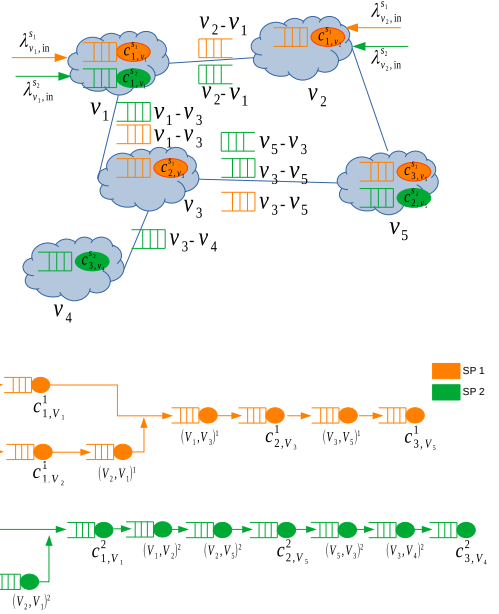 λ^{s_1}_{v_1,in}
λ^{s_2}_{v_1,in}
c^{s_1}_{1,v_1}
c^{s_2}_{1,v_1}
v_1
v_2-v_1
v_2-v_1
c^{s_1}_{1,v_2}
λ^{s_1}_{v_2,in}
λ^{s_2}_{v_2,in}
v_2
v_1-v_3
v_1-v_3
v_5-v_3
v_3-v_5
v_3-v_5
c^{s_1}_{2,v_3}
v_3
c^{s_1}_{3,v_5}
c^{s_2}_{2,v_5}
v_5
v_3-v_4
c^{s_2}_{3,v_4}
v_4
SP 1
SP 2
c^1_{1,V_1}
c^1_{1,V_2}
(V_2,V_1)^1
(V_1,V_3)^1
c^1_{2,V_3}
(V_3,V_5)^1
c^1_{3,V_5}
c^2_{1,V_1}
(V_1,V_2)^2
(V_2,V_5)^2
c^2_{2,V_5}
(V_5,V_3)^2
(V_3,V_4)^2
c^2_{3,V_4}
(V_2,V_1)^2